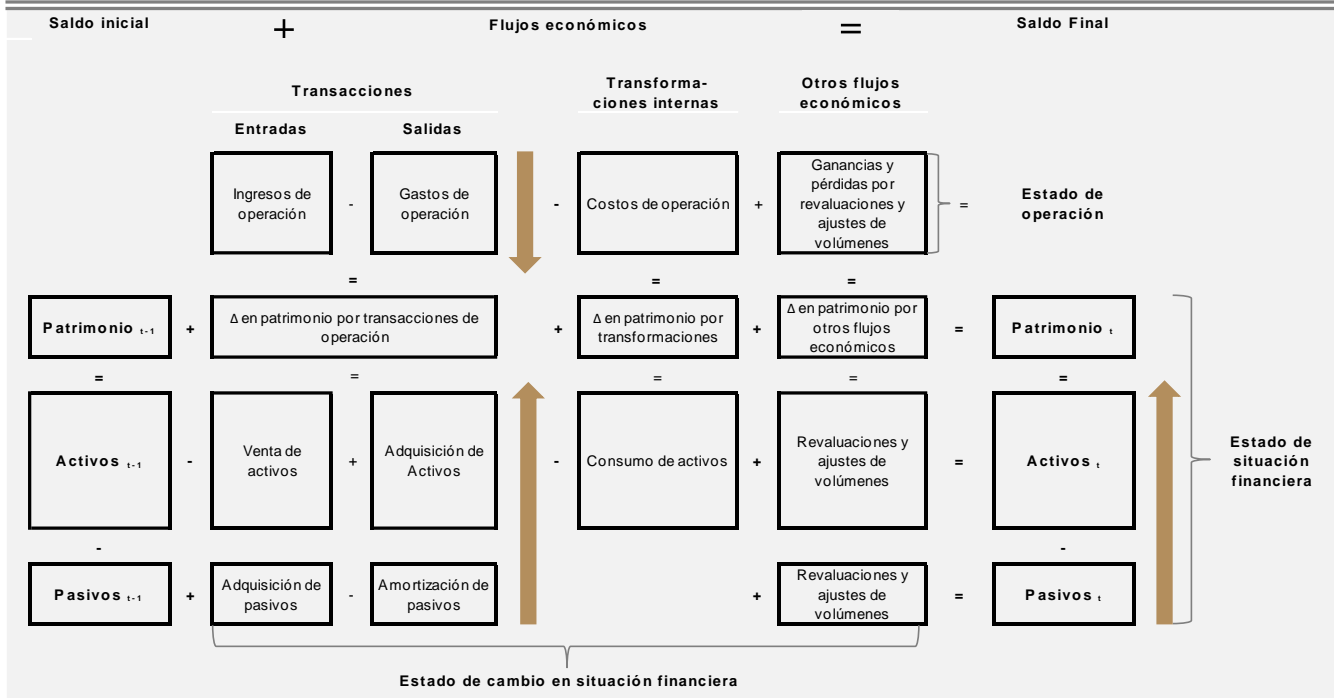 Saldo inicial + Flujos económicos = Saldo Final
Transacciones
Transforma-
ciones internas
Otros flujos
económicos
Entradas Salidas
Ingresos de
operación
-
Gastos de
operación
-
Costos de operación
+
Ganancias y
pérdidas por
revaluaciones y
ajustes de
volúmenes
=
Estado de
operación
= = =
Patrimonio t-1
+
Δ en patrimonio por transacciones de
operación
+
Δ en patrimonio por
transformaciones
+
Δ en patrimonio por
otros flujos
económicos
=
Patrimonio t
= = = = =
Activos t-1
-
Venta de
activos
+
Adquisición de
Activos
-
Consumo de activos
+
Revaluaciones y
ajustes de
volúmenes
=
Activos t
Estado de
situación
financiera
- -
Pasivos t-1
+
Adquisición de
pasivos
-
Amortización de
pasivos
+
Revaluaciones y
ajustes de
volúmenes
=
Pasivos t
Estado de cambio en situación financiera